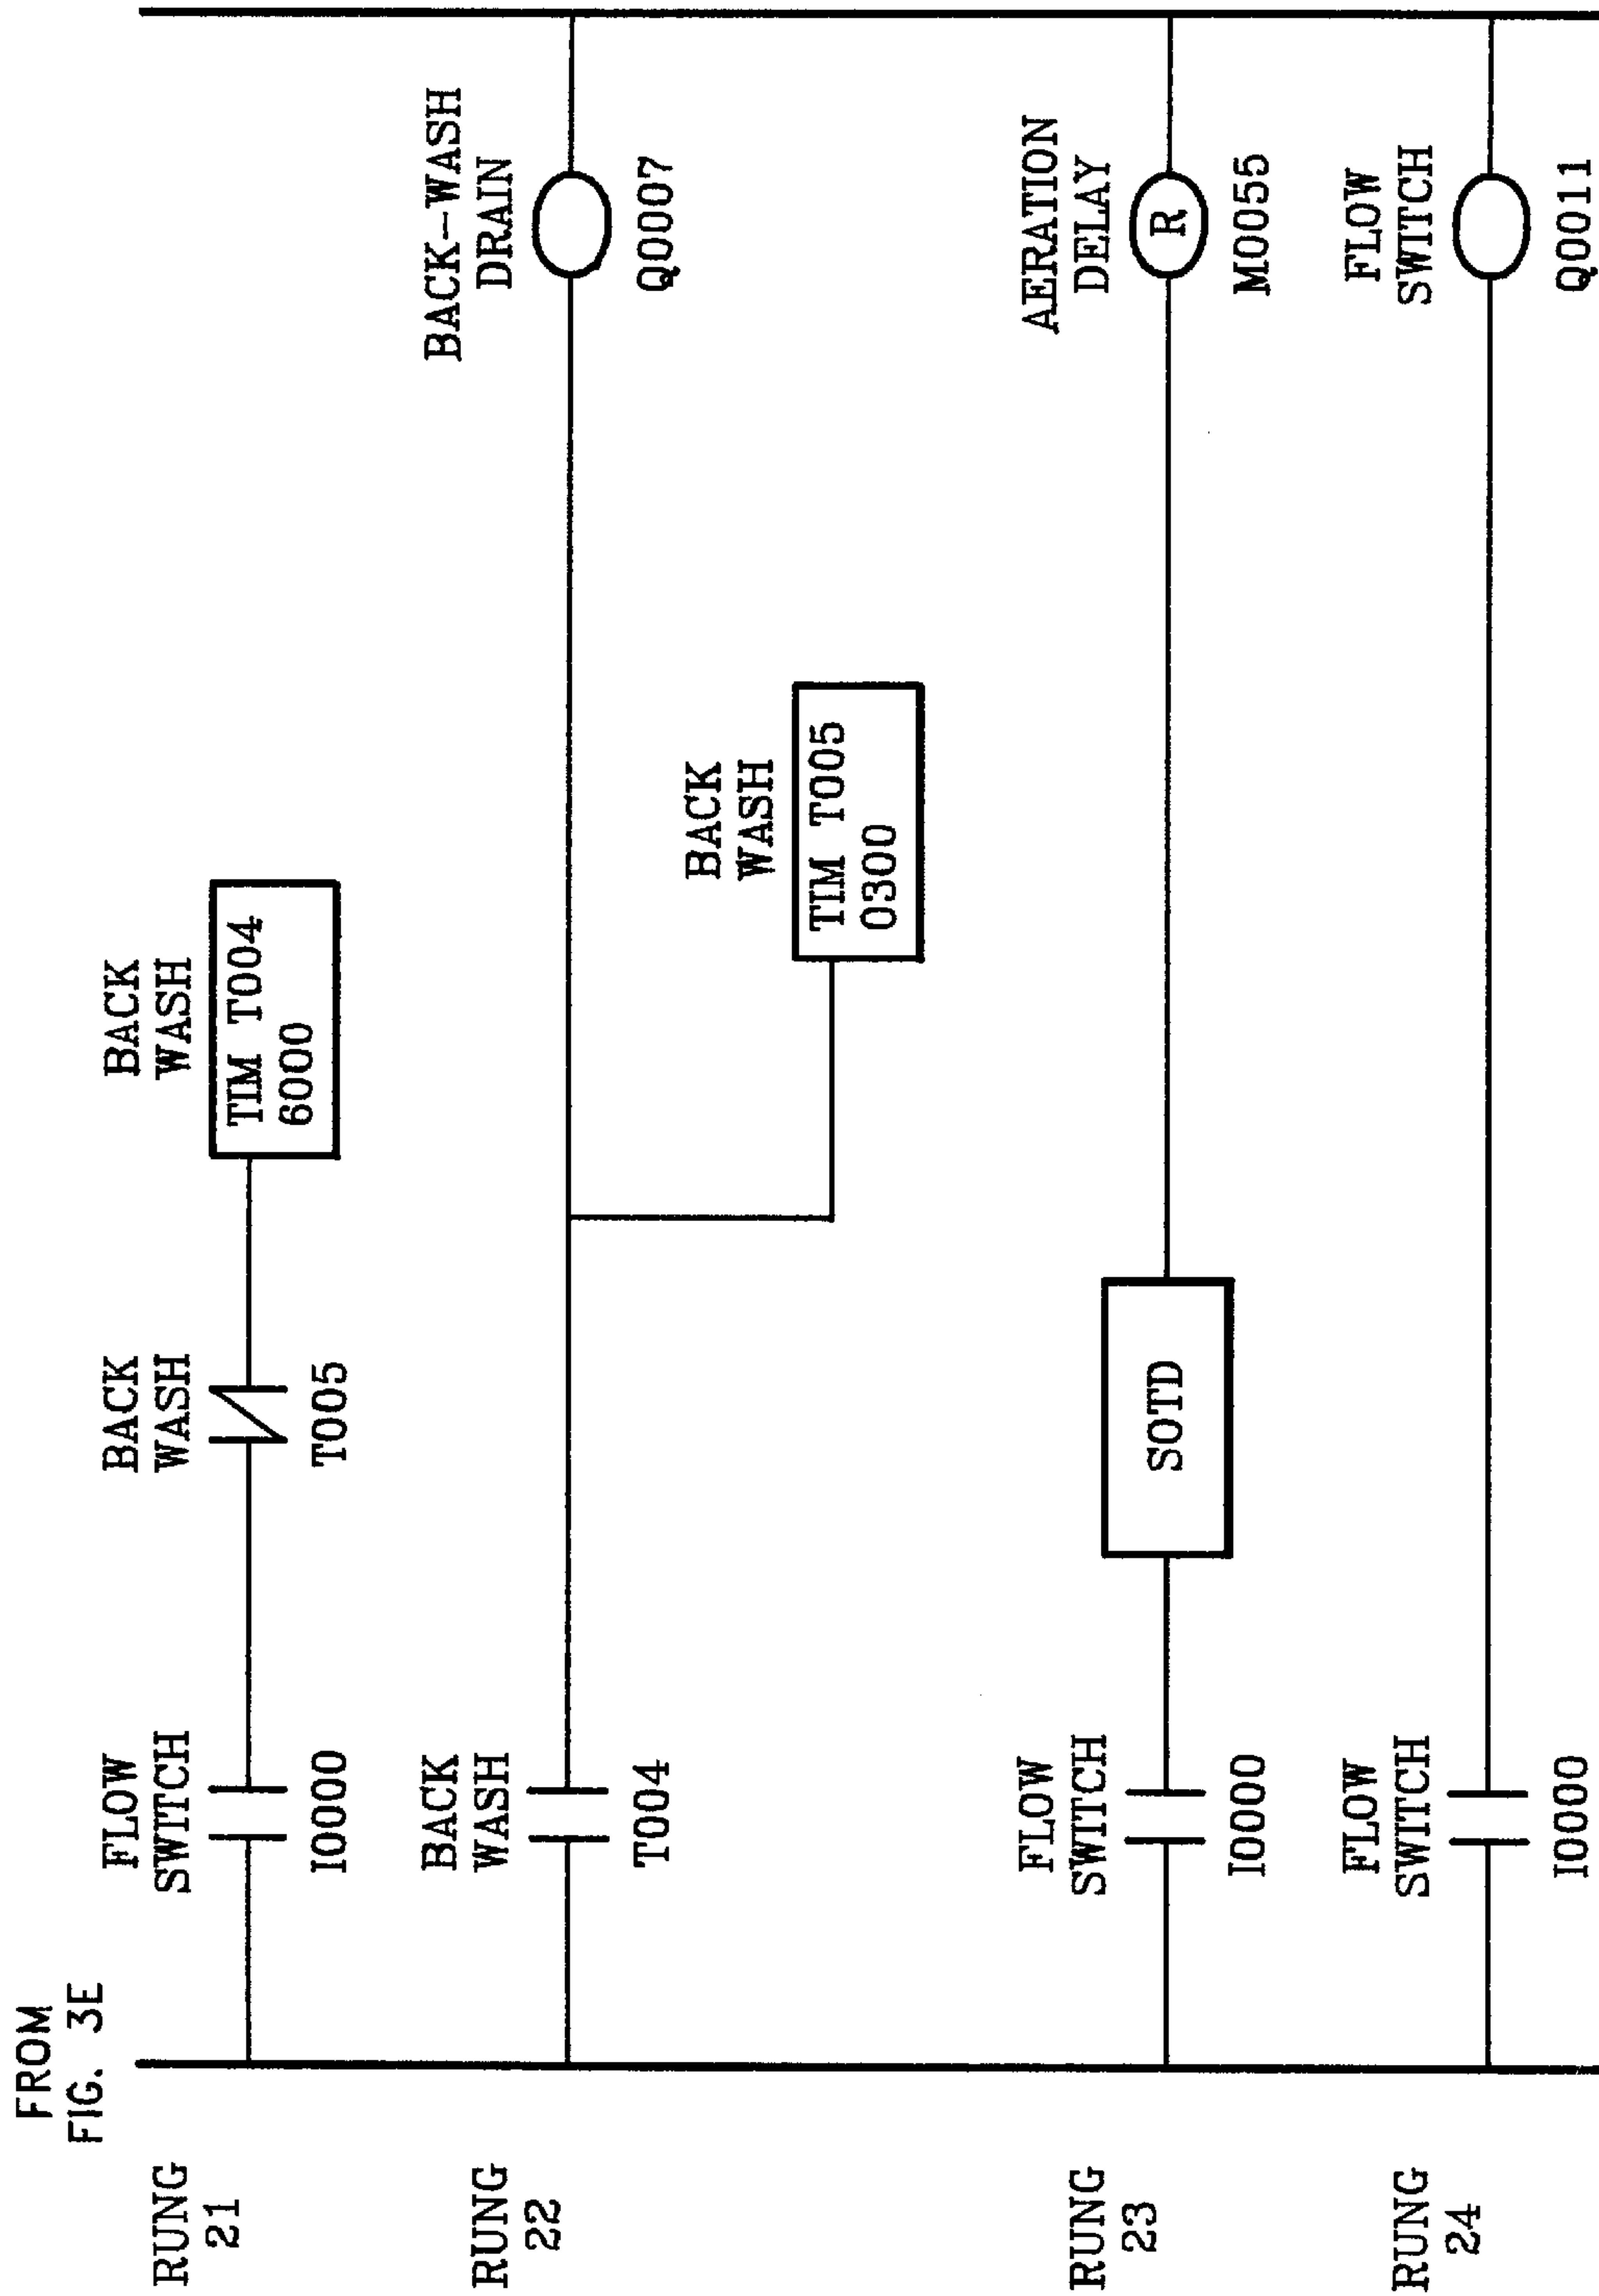 FROM
FIG. 3E
RUNG
21
FLOW
SWITCH
I0000
BACK
WASH
T005
BACK
WASH
TIM T004
6000
RUNG
22
BACK
WASH
T004
BACK
WASH
TIM T005
0300
BACK-WASH
DRAIN
Q0007
RUNG
23
FLOW
SWITCH
I0000
SOTD
AERATION
DELAY
R
M0055
RUNG
24
FLOW
SWITCH
I0000
FLOW
SWITCH
Q0011